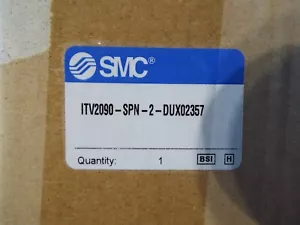 SMC®
ITV2090-SPN-2-DUX02357
Quantity: 1 BSI H